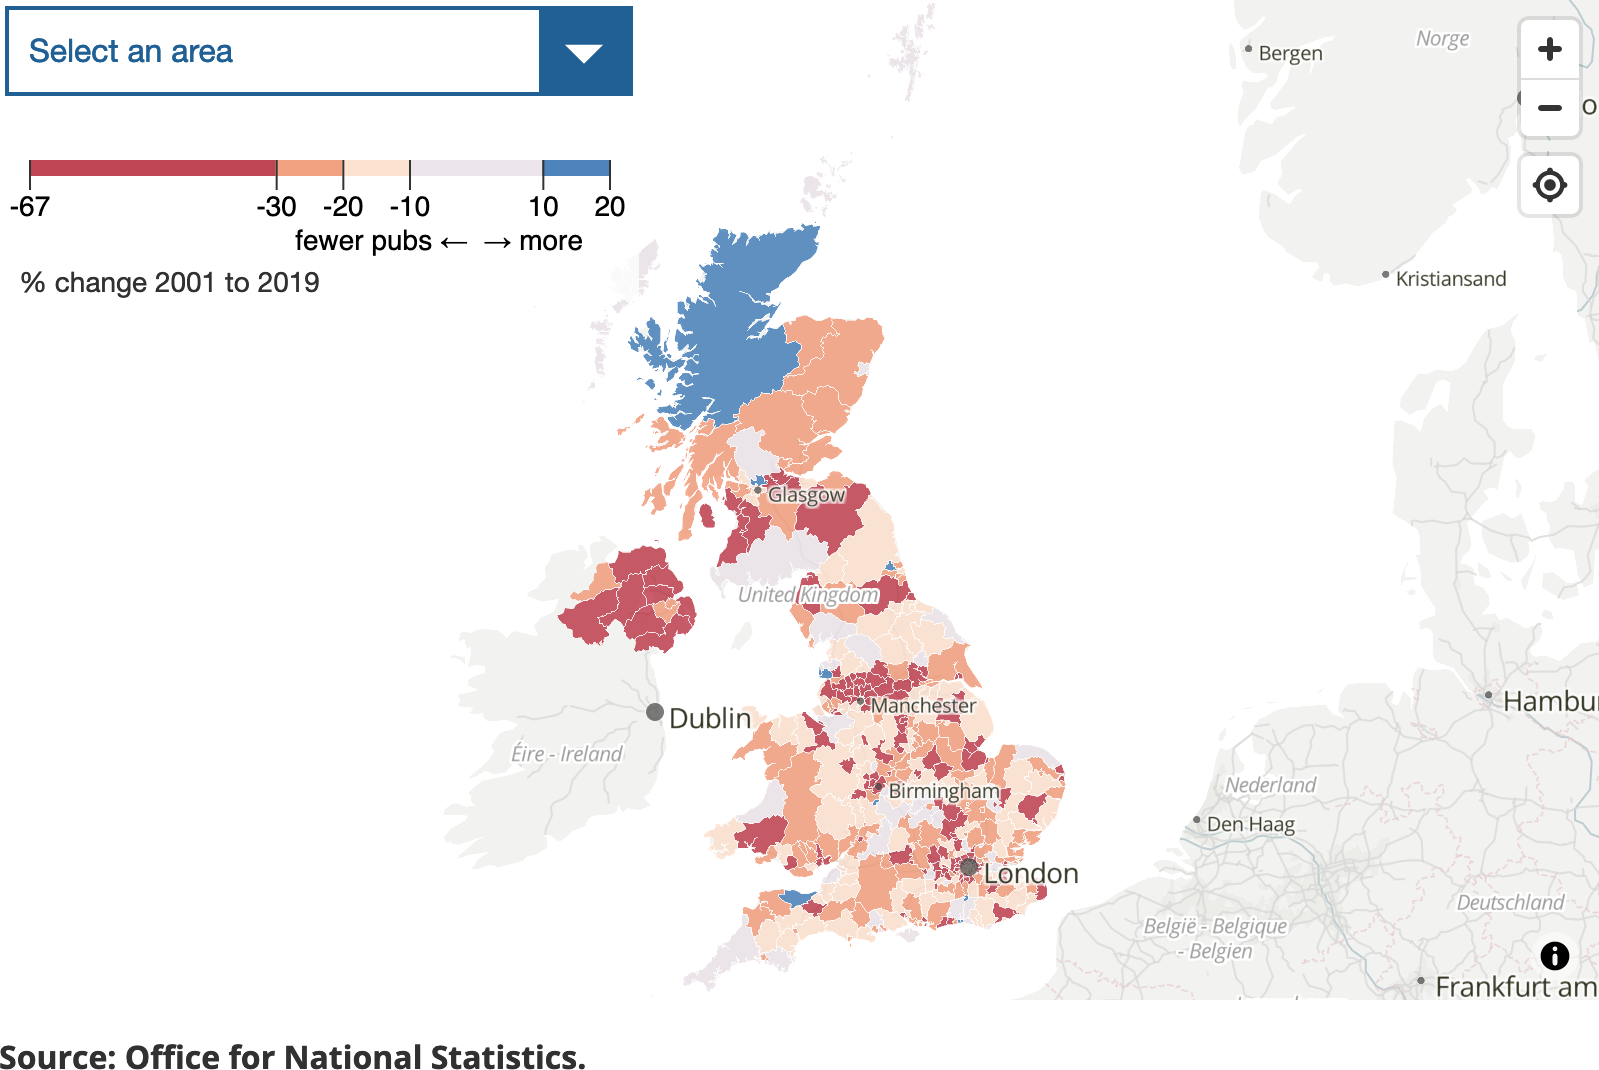 Select an area
-67 -30 -20 -10 10 20
fewer pubs ← → more
% change 2001 to 2019
Bergen
Norge
+
−
Kristiansand
Glasgow
United Kingdom
Manchester
Dublin
Éire - Ireland
Birmingham
London
Hambu
Nederland
Den Haag
Deutschland
België - Belgique
- Belgien
Frankfurt am
Source: Office for National Statistics.